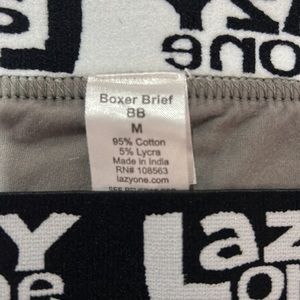 LAZY
one
Boxer Brief
BB
M
95% Cotton
5% Lycra
Made in India
RN# 108563
lazyone.com
Lazy
one